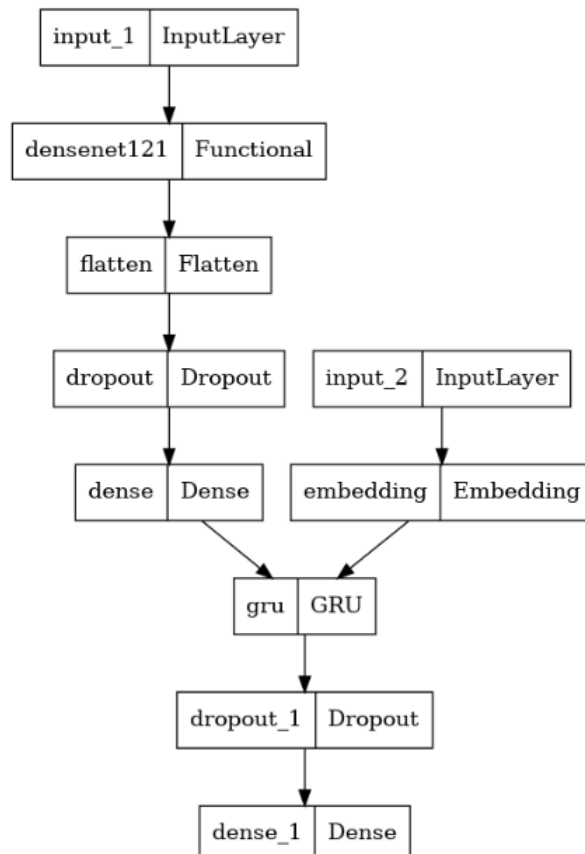 input_1 InputLayer
densenet121 Functional
flatten Flatten
dropout Dropout
input_2 InputLayer
dense Dense
embedding Embedding
gru GRU
dropout_1 Dropout
dense_1 Dense